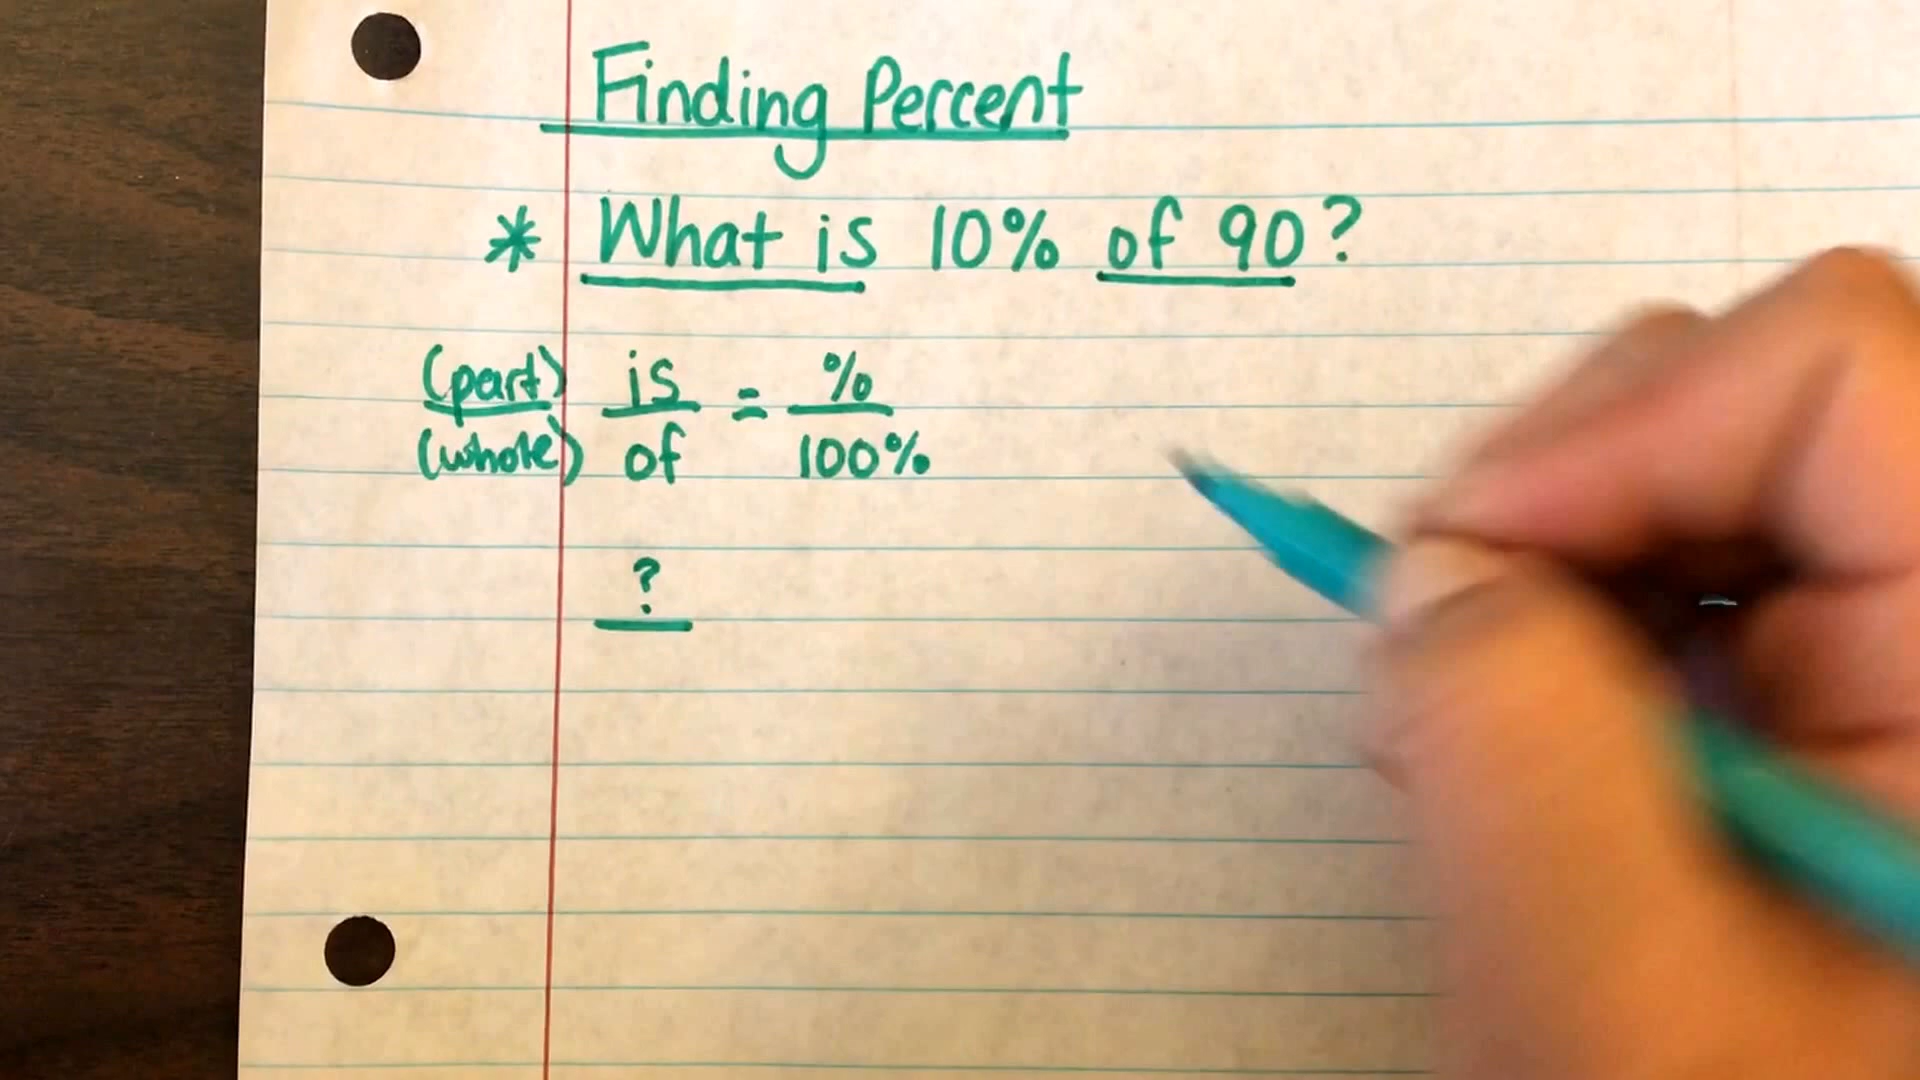 Finding Percent
* What is 10% of 90?
(part) is = %
(whole) of 100%
?